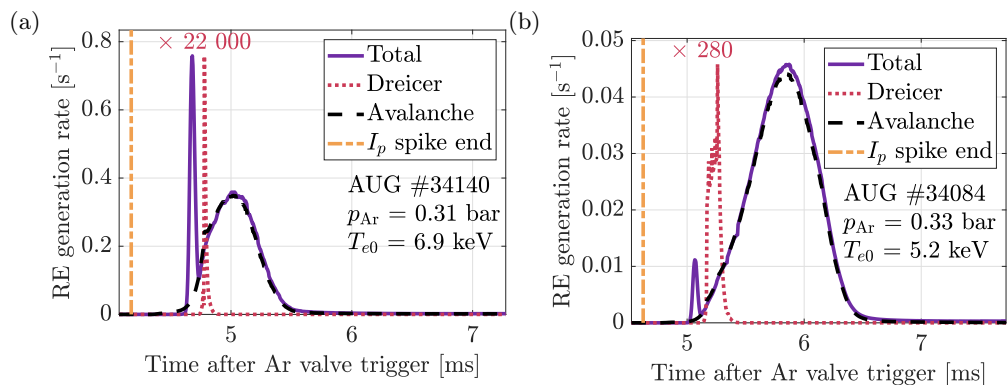 (a)
× 22 000
0.8
0.6
0.4
0.2
0
RE generation rate [s⁻¹]
Total
Dreicer
Avalanche
Iₚ spike end
AUG #34140
p_Ar = 0.31 bar
T_e0 = 6.9 keV
5
6
7
Time after Ar valve trigger [ms]
(b)
× 280
0.05
0.04
0.03
0.02
0.01
0
RE generation rate [s⁻¹]
Total
Dreicer
Avalanche
Iₚ spike end
AUG #34084
p_Ar = 0.33 bar
T_e0 = 5.2 keV
5
6
7
Time after Ar valve trigger [ms]